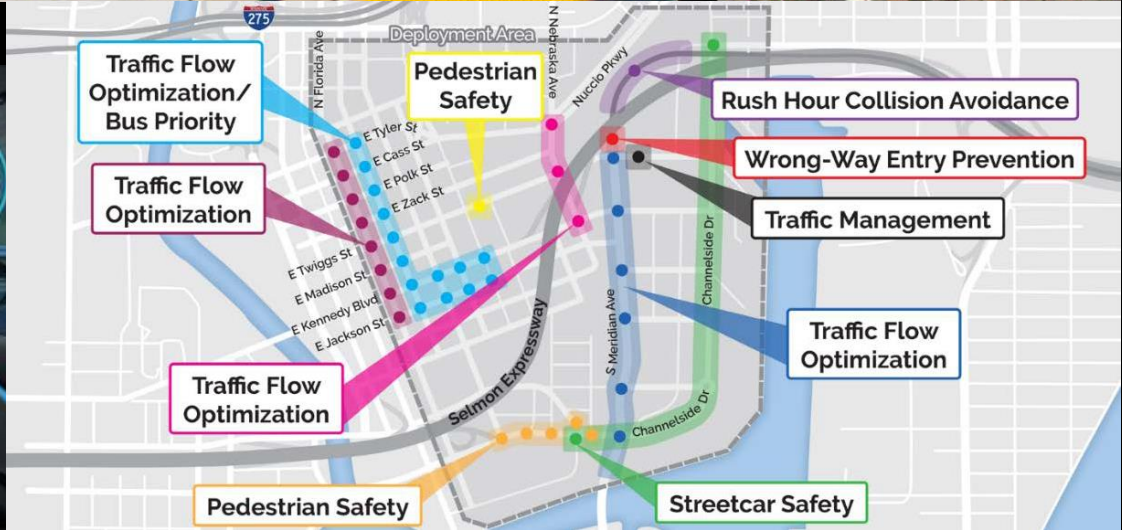 275
Deployment Area
N Florida Ave
N Nebraska Ave
Nuccio Pkwy
Traffic Flow
Optimization/
Bus Priority
Pedestrian
Safety
Rush Hour Collision Avoidance
E Tyler St
E Cass St
E Polk St
E Zack St
Wrong-Way Entry Prevention
Traffic Flow
Optimization
Traffic Management
E Twiggs St
E Madison St
E Kennedy Blvd
E Jackson St
Channelside Dr
S Meridian Ave
Selmon Expressway
Traffic Flow
Optimization
Traffic Flow
Optimization
Channelside Dr
Pedestrian Safety
Streetcar Safety